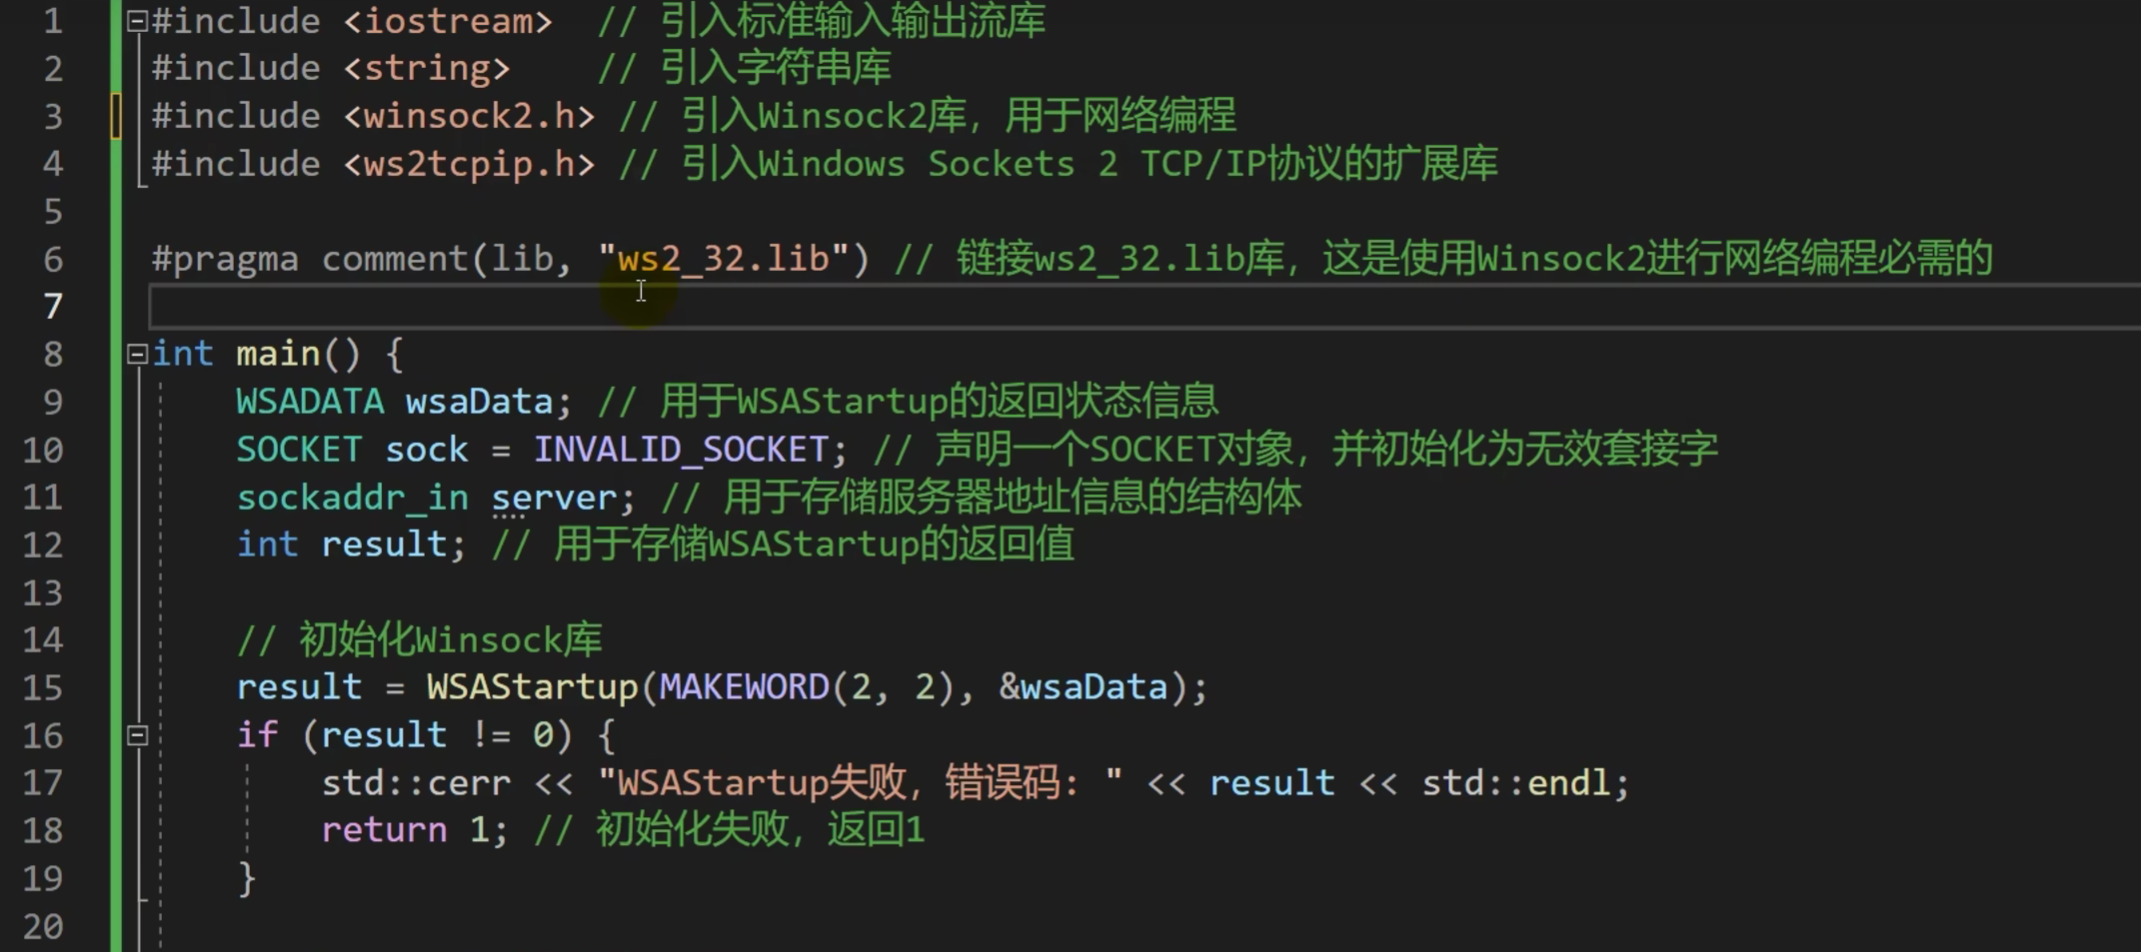 1 #include <iostream>  // 引入标准输入输出流库
2 #include <string>    // 引入字符串库
3 #include <winsock2.h> // 引入Winsock2库，用于网络编程
4 #include <ws2tcpip.h> // 引入Windows Sockets 2 TCP/IP协议的扩展库
5
6 #pragma comment(lib, "ws2_32.lib") // 链接ws2_32.lib库，这是使用Winsock2进行网络编程必需的
7
8 int main() {
9     WSADATA wsaData; // 用于WSAStartup的返回状态信息
10     SOCKET sock = INVALID_SOCKET; // 声明一个SOCKET对象，并初始化为无效套接字
11     sockaddr_in server; // 用于存储服务器地址信息的结构体
12     int result; // 用于存储WSAStartup的返回值
13
14     // 初始化Winsock库
15     result = WSAStartup(MAKEWORD(2, 2), &wsaData);
16     if (result != 0) {
17         std::cerr << "WSAStartup失败，错误码: " << result << std::endl;
18         return 1; // 初始化失败，返回1
19     }
20